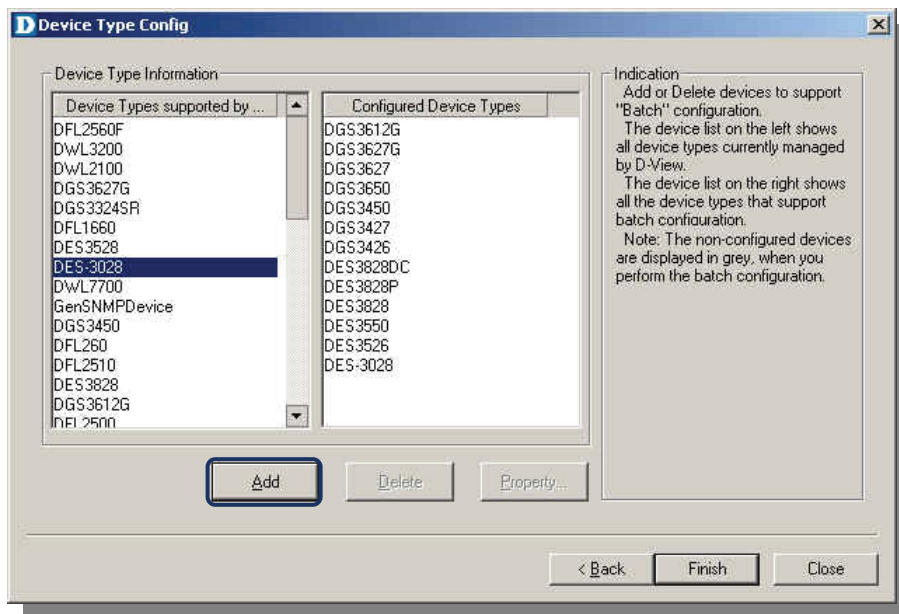 Device Type Config
Device Type Information
Device Types supported by ...
DFL2560F
DWL3200
DWL2100
DGS3627G
DGS3324SR
DFL1660
DES3528
DES-3028
DWL7700
GenSNMPDevice
DGS3450
DFL260
DFL2510
DES3828
DGS3612G
DFL2500
Configured Device Types
DGS3612G
DGS3627G
DGS3627
DGS3650
DGS3450
DGS3427
DGS3426
DES3828DC
DES3828P
DES3828
DES3550
DES3526
DES-3028
Indication
Add or Delete devices to support
"Batch" configuration.
The device list on the left shows
all device types currently managed
by D-View.
The device list on the right shows
all the device types that support
batch configuration.
Note: The non-configured devices
are displayed in grey, when you
perform the batch configuration.
Add
Delete
Property...
< Back
Finish
Close